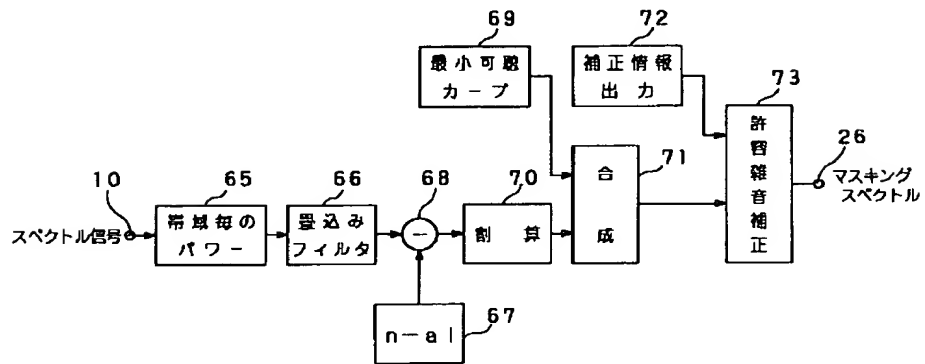 69
最小可聴
カーブ
72
補正情報
出力
73
許容雑音補正
26
マスキング
スペクトル
10
スペクトル信号
65
帯域毎の
パワー
66
畳込み
フィルタ
68
−
70
割算
合成
71
n−ai
67